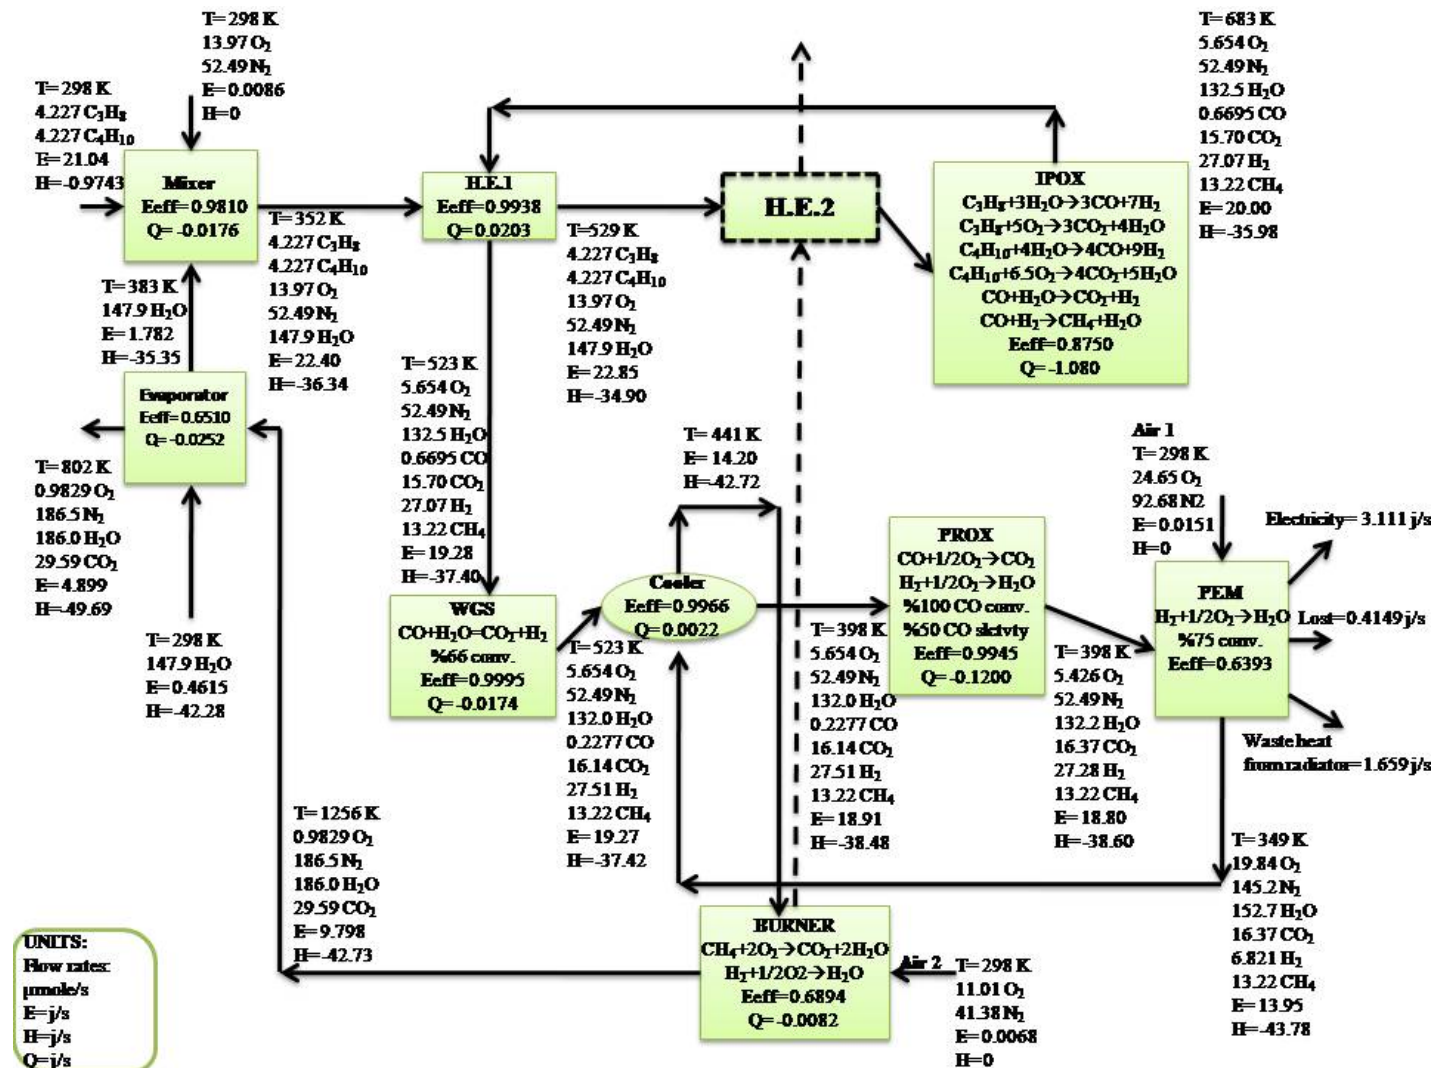 T=298 K
13.97 O₂
52.49 N₂
E=0.0086
H=0
T=298 K
4.227 C₃H₈
4.227 C₄H₁₀
E=21.04
H=-0.9743
Mixer
Eeff=0.9810
Q=-0.0176
T=352 K
4.227 C₃H₈
4.227 C₄H₁₀
13.97 O₂
52.49 N₂
147.9 H₂O
E=22.40
H=-36.34
H.E.1
Eeff=0.9938
Q=0.0203
T=529 K
4.227 C₃H₈
4.227 C₄H₁₀
13.97 O₂
52.49 N₂
147.9 H₂O
E=22.85
H=-34.90
H.E.2
IPOX
C₃H₈+3H₂O→3CO+7H₂
C₃H₈+5O₂→3CO₂+4H₂O
C₄H₁₀+4H₂O→4CO+9H₂
C₄H₁₀+6.5O₂→4CO₂+5H₂O
CO+H₂O→CO₂+H₂
CO+H₂→CH₄+H₂O
Eeff=0.8750
Q=-1.080
T=683 K
5.654 O₂
52.49 N₂
132.5 H₂O
0.6695 CO
15.70 CO₂
27.07 H₂
13.22 CH₄
E=20.00
H=-35.98
T=383 K
147.9 H₂O
E=1.782
H=-35.35
Evaporator
Eeff=0.6510
Q=-0.0252
T=802 K
0.9829 O₂
186.5 N₂
186.0 H₂O
29.59 CO₂
E=4.899
H=-49.69
T=298 K
147.9 H₂O
E=0.4615
H=-42.28
T=523 K
5.654 O₂
52.49 N₂
132.5 H₂O
0.6695 CO
15.70 CO₂
27.07 H₂
13.22 CH₄
E=19.28
H=-37.40
WGS
CO+H₂O=CO₂+H₂
%66 conv.
Eeff=0.9995
Q=-0.0174
T=441 K
E=14.20
H=-42.72
Cooler
Eeff=0.9966
Q=0.0022
T=523 K
5.654 O₂
52.49 N₂
132.0 H₂O
0.2277 CO
16.14 CO₂
27.51 H₂
13.22 CH₄
E=19.27
H=-37.42
PROX
CO+1/2O₂→CO₂
H₂+1/2O₂→H₂O
%100 CO conv.
%50 CO slctvty
Eeff=0.9945
Q=-0.1200
T=398 K
5.654 O₂
52.49 N₂
132.0 H₂O
0.2277 CO
16.14 CO₂
27.51 H₂
13.22 CH₄
E=18.91
H=-38.48
T=398 K
5.426 O₂
52.49 N₂
132.2 H₂O
16.37 CO₂
27.28 H₂
13.22 CH₄
E=18.80
H=-38.60
Air 1
T=298 K
24.65 O₂
92.68 N2
E=0.0151
H=0
PEM
H₂+1/2O₂→H₂O
%75 conv.
Eeff=0.6393
Electricity=3.111 j/s
Lost=0.4149 j/s
Waste heat
from radiator=1.659 j/s
T=349 K
19.84 O₂
145.2 N₂
152.7 H₂O
16.37 CO₂
6.821 H₂
13.22 CH₄
E=13.95
H=-43.78
T=1256 K
0.9829 O₂
186.5 N₂
186.0 H₂O
29.59 CO₂
E=9.798
H=-42.73
BURNER
CH₄+2O₂→CO₂+2H₂O
H₂+1/2O2→H₂O
Eeff=0.6894
Q=-0.0082
Air 2
T=298 K
11.01 O₂
41.38 N₂
E=0.0068
H=0
UNITS:
Flow rates:
µmole/s
E=j/s
H=j/s
Q=j/s